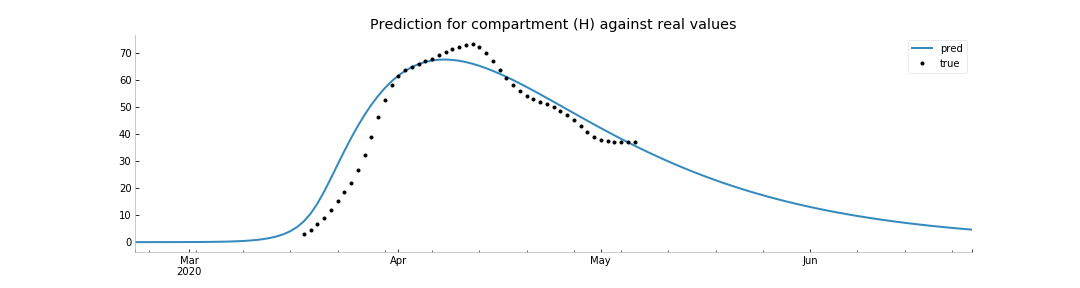 Prediction for compartment (H) against real values
pred
true
70
60
50
40
30
20
10
0
Mar
2020
Apr
May
Jun